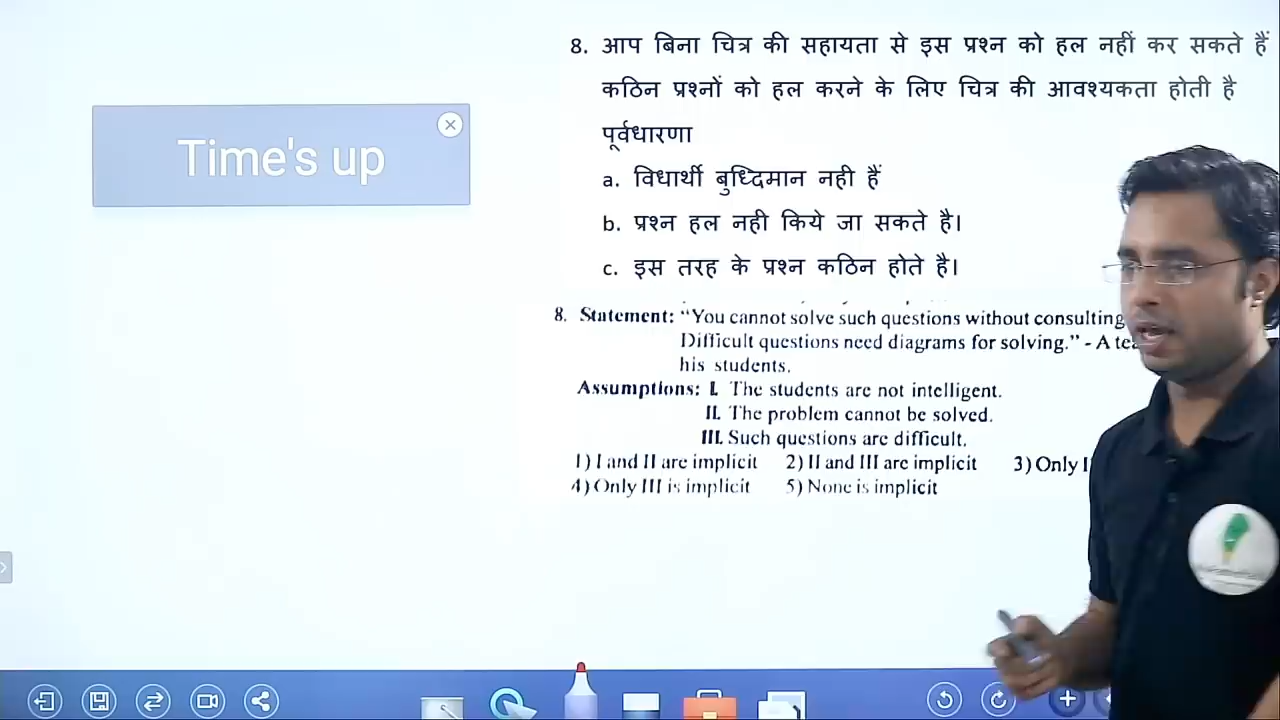 Time's up
8. आप बिना चित्र की सहायता से इस प्रश्न को हल नहीं कर सकते हैं
कठिन प्रश्नों को हल करने के लिए चित्र की आवश्यकता होती है
पूर्वधारणा
a. विधार्थी बुध्दिमान नही हैं
b. प्रश्न हल नही किये जा सकते है।
c. इस तरह के प्रश्न कठिन होते है।
8. Statement: “You cannot solve such questions without consulting
Difficult questions need diagrams for solving.” - A
his students.
Assumptions: I. The students are not intelligent.
II. The problem cannot be solved.
III. Such questions are difficult.
1) I and II are implicit 2) II and III are implicit 3) Only
4) Only III is implicit 5) None is implicit